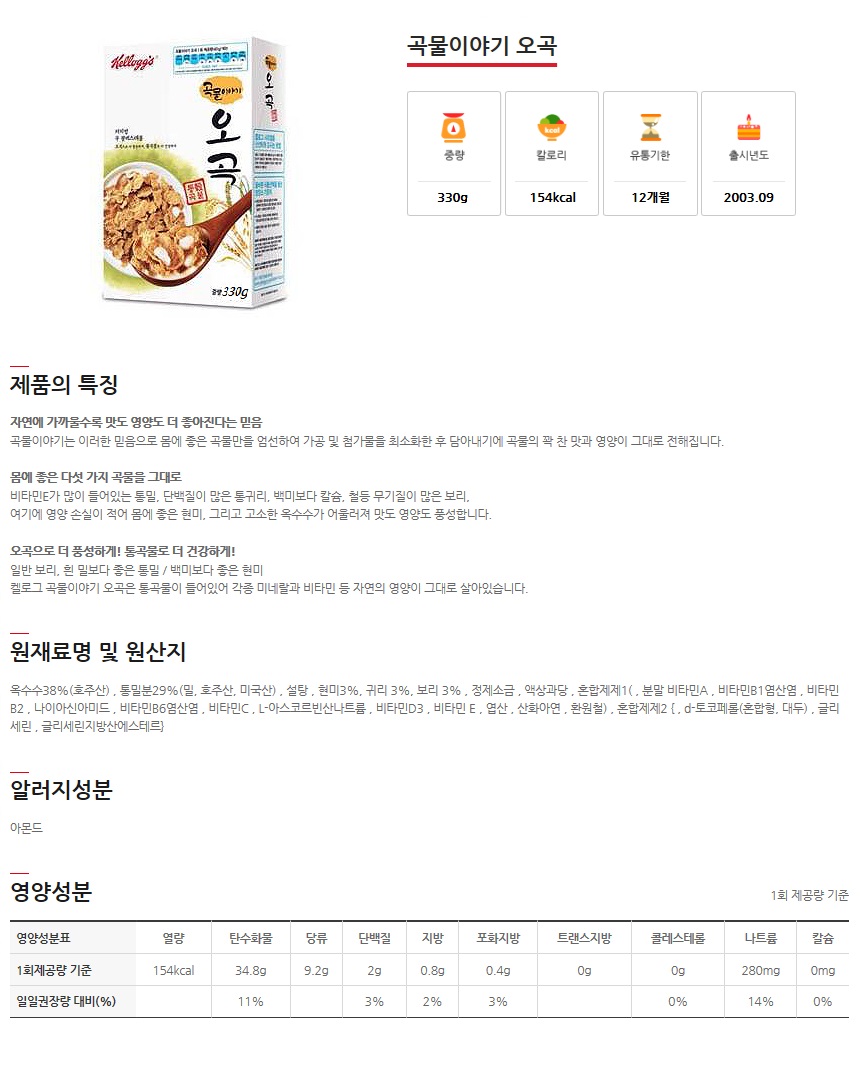 Kellogg's
곡물이야기
오곡
중량 330g
곡물이야기 오곡
중량
칼로리
kcal
유통기한
출시년도
330g
154kcal
12개월
2003.09
제품의 특징
자연에 가까울수록 맛도 영양도 더 좋아진다는 믿음
곡물이야기는 이러한 믿음으로 몸에 좋은 곡물만을 엄선하여 가공 및 첨가물을 최소화한 후 담아내기에 곡물의 꽉 찬 맛과 영양이 그대로 전해집니다.
몸에 좋은 다섯 가지 곡물을 그대로
비타민E가 많이 들어있는 통밀, 단백질이 많은 통귀리, 백미보다 칼슘, 철등 무기질이 많은 보리,
여기에 영양 손실이 적어 몸에 좋은 현미, 그리고 고소한 옥수수가 어울러져 맛도 영양도 풍성합니다.
오곡으로 더 풍성하게! 통곡물로 더 건강하게!
일반 보리, 흰 밀보다 좋은 통밀 / 백미보다 좋은 현미
켈로그 곡물이야기 오곡은 통곡물이 들어있어 각종 미네랄과 비타민 등 자연의 영양이 그대로 살아있습니다.
원재료명 및 원산지
옥수수38%(호주산) , 통밀분29%(밀, 호주산, 미국산) , 설탕 , 현미3%, 귀리 3%, 보리 3% , 정제소금 , 액상과당 , 혼합제제1( , 분말 비타민A , 비타민B1염산염 , 비타민
B2 , 나이아신아미드 , 비타민B6염산염 , 비타민C , L-아스코르빈산나트륨 , 비타민D3 , 비타민 E , 엽산 , 산화아연 , 환원철) , 혼합제제2 { , d-토코페롤(혼합형, 대두) , 글리
세린 , 글리세린지방산에스테르}
알러지성분
아몬드
영양성분
1회 제공량 기준
영양성분표 열량 탄수화물 당류 단백질 지방 포화지방 트랜스지방 콜레스테롤 나트륨 칼슘
1회제공량 기준 154kcal 34.8g 9.2g 2g 0.8g 0.4g 0g 0g 280mg 0mg
일일권장량 대비(%) 11% 3% 2% 3% 0% 14% 0%